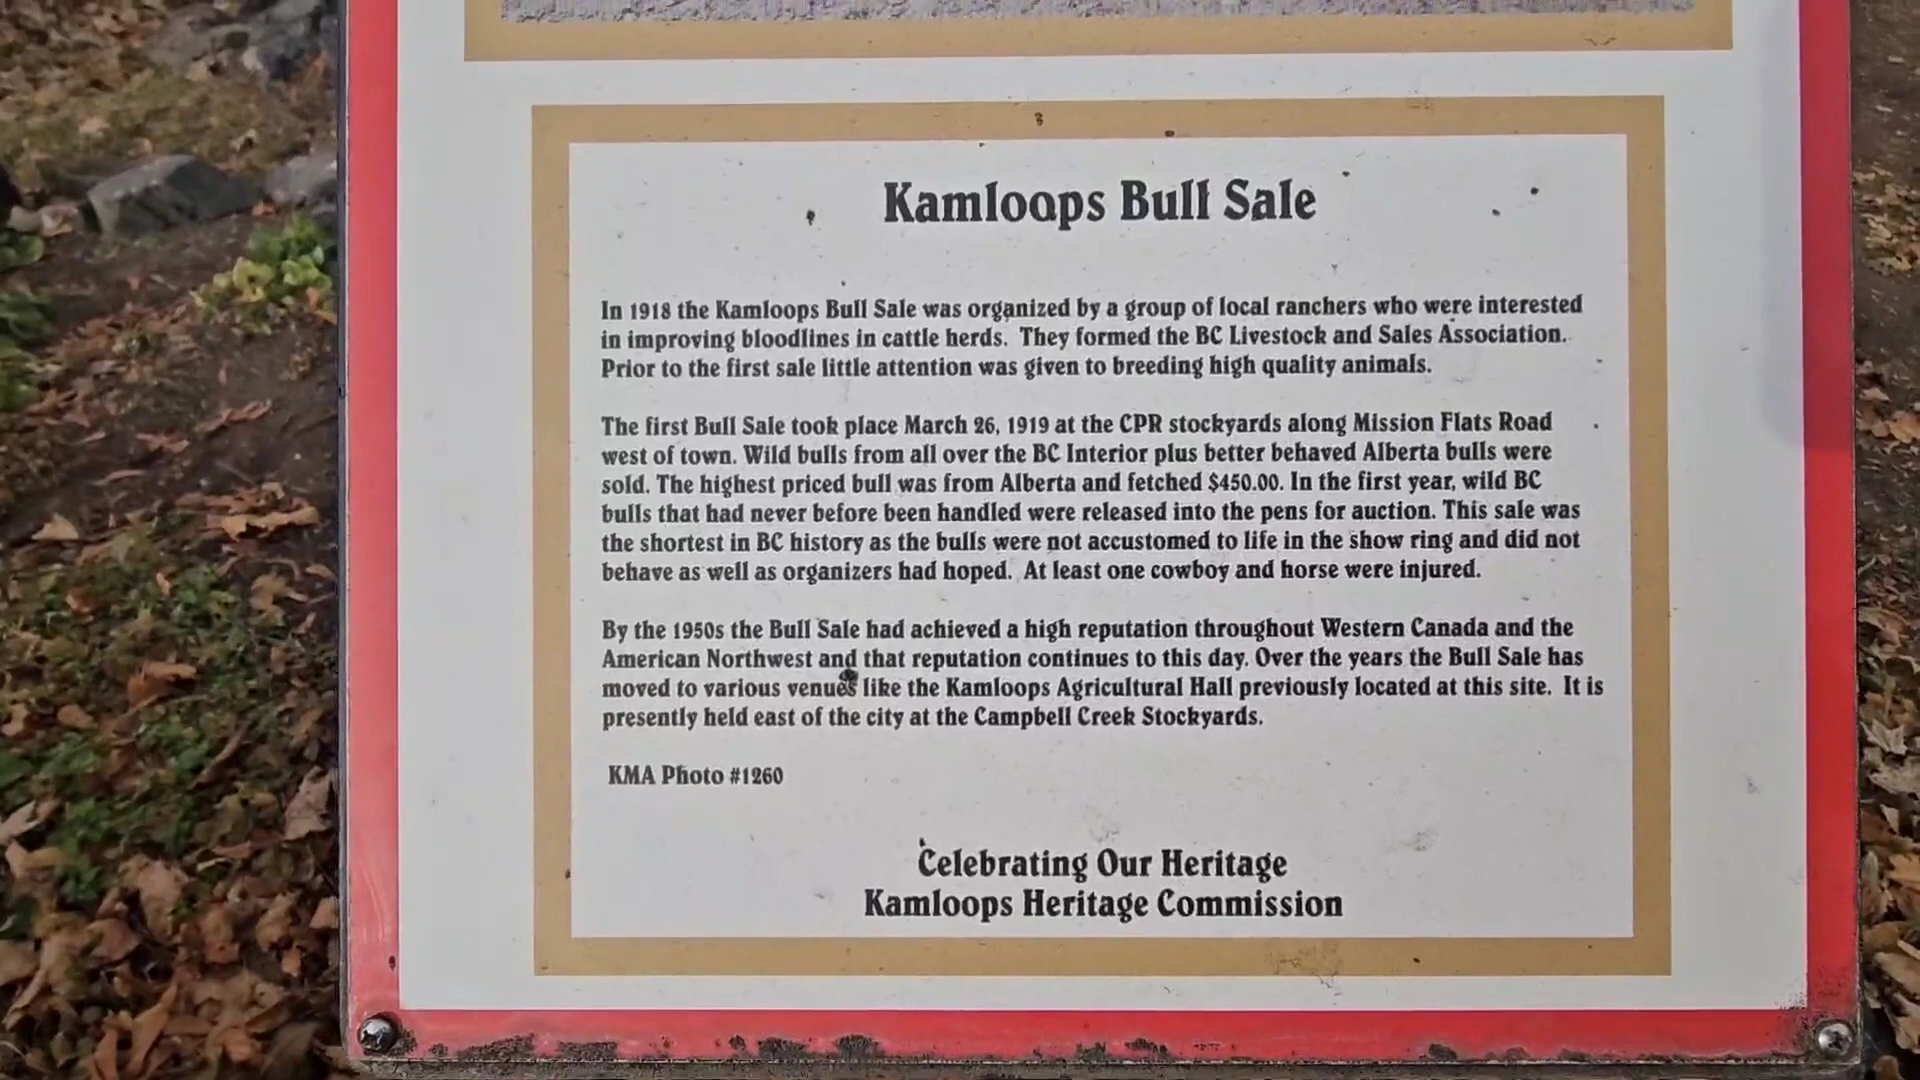 Kamloops Bull Sale
In 1918 the Kamloops Bull Sale was organized by a group of local ranchers who were interested
in improving bloodlines in cattle herds. They formed the BC Livestock and Sales Association.
Prior to the first sale little attention was given to breeding high quality animals.
The first Bull Sale took place March 26, 1919 at the CPR stockyards along Mission Flats Road
west of town. Wild bulls from all over the BC Interior plus better behaved Alberta bulls were
sold. The highest priced bull was from Alberta and fetched $450.00. In the first year, wild BC
bulls that had never before been handled were released into the pens for auction. This sale was
the shortest in BC history as the bulls were not accustomed to life in the show ring and did not
behave as well as organizers had hoped. At least one cowboy and horse were injured.
By the 1950s the Bull Sale had achieved a high reputation throughout Western Canada and the
American Northwest and that reputation continues to this day. Over the years the Bull Sale has
moved to various venues like the Kamloops Agricultural Hall previously located at this site. It is
presently held east of the city at the Campbell Creek Stockyards.
KMA Photo #1260
Celebrating Our Heritage
Kamloops Heritage Commission